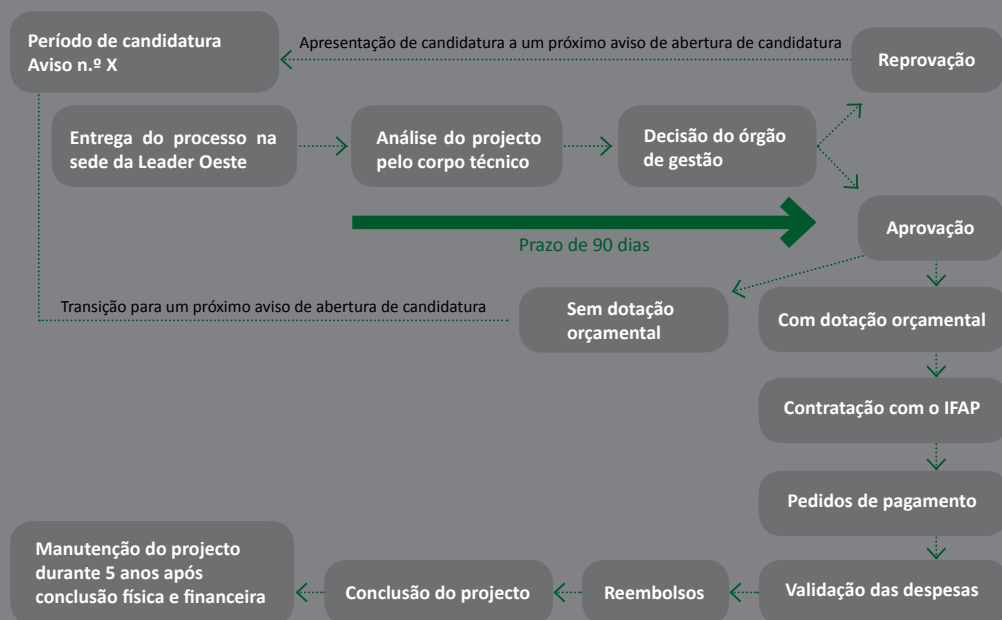 Período de candidatura
Aviso n.º X
Apresentação de candidatura a um próximo aviso de abertura de candidatura
Reprovação
Entrega do processo na
sede da Leader Oeste
Análise do projecto
pelo corpo técnico
Decisão do órgão
de gestão
Aprovação
Prazo de 90 dias
Transição para um próximo aviso de abertura de candidatura
Sem dotação
orçamental
Com dotação orçamental
Contratação com o IFAP
Pedidos de pagamento
Manutenção do projecto
durante 5 anos após
conclusão física e financeira
Conclusão do projecto
Reembolsos
Validação das despesas